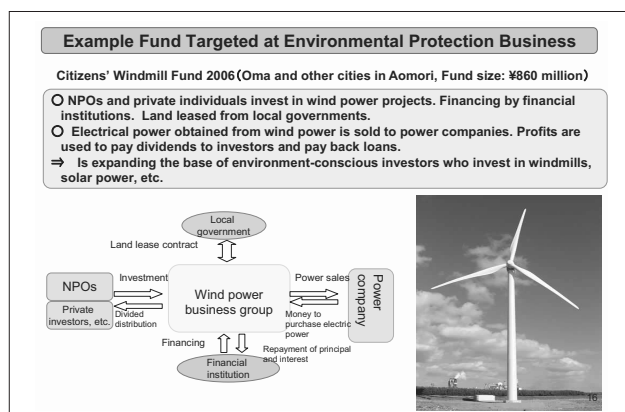 Example Fund Targeted at Environmental Protection Business
Citizens' Windmill Fund 2006(Oma and other cities in Aomori, Fund size: ¥860 million)
○ NPOs and private individuals invest in wind power projects. Financing by financial
institutions. Land leased from local governments.
○ Electrical power obtained from wind power is sold to power companies. Profits are
used to pay dividends to investors and pay back loans.
⇒ Is expanding the base of environment-conscious investors who invest in windmills,
solar power, etc.
Local
government
Land lease contract
NPOs
Private
investors, etc.
Investment
Divided
distribution
Wind power
business group
Power sales
Money to
purchase electric
power
Power
company
Financing
Repayment of principal
and interest
Financial
institution
16